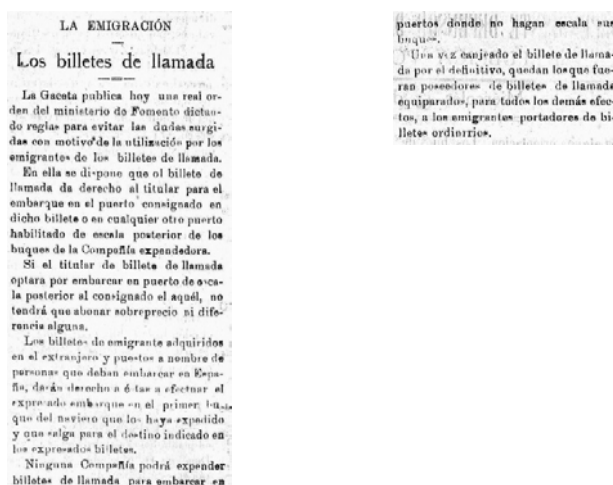 LA EMIGRACIÓN
Los billetes de llamada
La Gaceta publica hoy una real or-
den del ministerio de Fomento dictan-
do reglas para evitar las dudas surgi-
das con motivo de la utilización por los
emigrantes de los billetes de llamada.
En ella se dispone que ol billete de
llamada da derecho al titular para el
embarque en el puerto consignado en
dicho billete o en cualquier otro puerto
habilitado de escala posterior de los
buques de la Compañía expendedora.
Si el titular de billete de llamada
optara por embarcar en puerto de esca-
la posterior al consignado el aquél, no
tendrá que abonar sobreprecio ni dife-
rencia alguna.
Los billetes de emigrante adquiridos
en el extranjero y puestos a nombre de
personas que deban embarcar en Espa-
ña, darán derecho a éstas a efectuar el
expresado embarque en el primer bu-
que del naviero que los haya expedido
y que salga para el destino indicado en
los expresados billetes.
Ninguna Compañía podrá expender
billetes de llamada para embarcar en
puertos donde no hagan escala sus
buques.
Una vez canjeado el billete de llama-
da por el definitivo, quedan los que fue-
ran poseedores de billetes de llamada
equiparados, para todos los demás efec-
tos, a los emigrantes portadores de bi-
lletes ordinrrios.